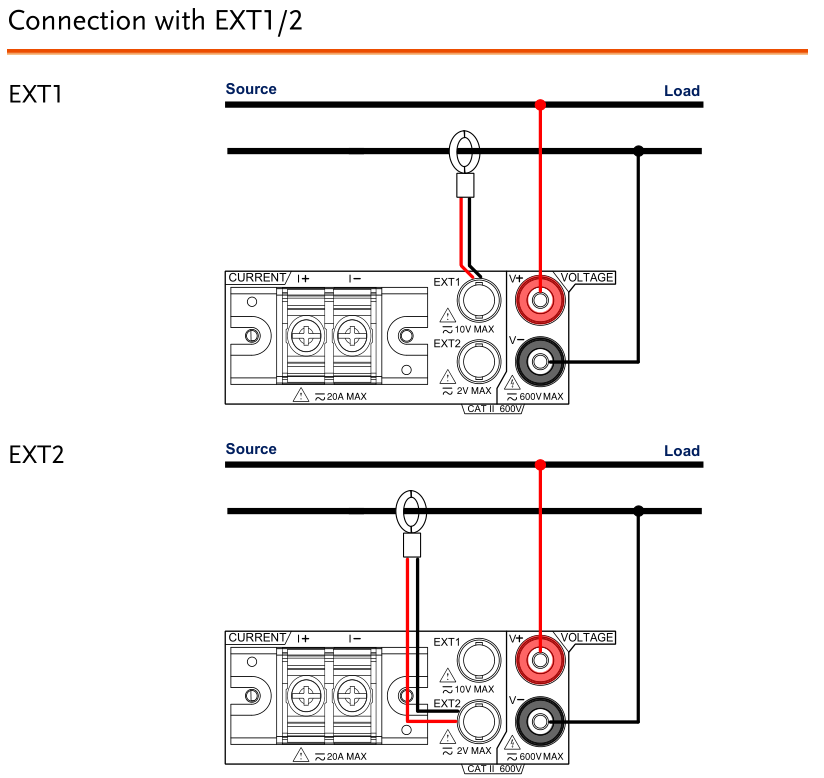 Connection with EXT1/2
EXT1
Source
Load
CURRENT
I+
I−
EXT1
V+
VOLTAGE
10V MAX
EXT2
V−
2V MAX
20A MAX
600V MAX
CAT II 600V
EXT2
Source
Load
CURRENT
I+
I−
EXT1
V+
VOLTAGE
10V MAX
EXT2
V−
2V MAX
20A MAX
600V MAX
CAT II 600V